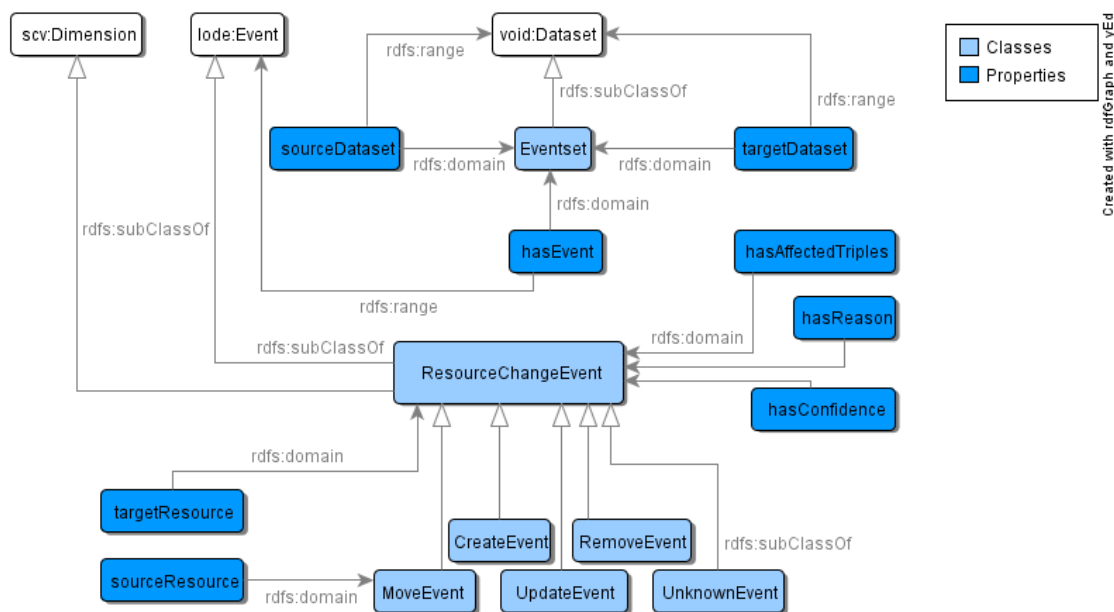 scv:Dimension
lode:Event
void:Dataset
Classes
Properties
Created with rdfGraph and yEd
rdfs:range
rdfs:subClassOf
rdfs:range
sourceDataset
Eventset
targetDataset
rdfs:domain
rdfs:domain
rdfs:domain
rdfs:subClassOf
hasEvent
hasAffectedTriples
rdfs:range
hasReason
rdfs:domain
rdfs:subClassOf
ResourceChangeEvent
hasConfidence
rdfs:domain
targetResource
CreateEvent
RemoveEvent
rdfs:subClassOf
sourceResource
rdfs:domain
MoveEvent
UpdateEvent
UnknownEvent